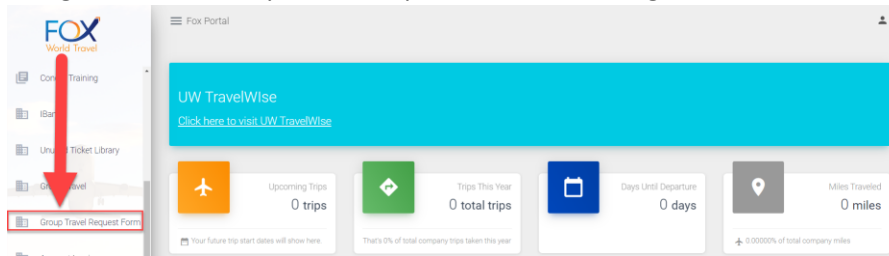 FOX
World Travel
Training
Unused Ticket Library
Group Travel Request Form
Fox Portal
UW TravelWIse
Click here to visit UW TravelWIse
Upcoming Trips
0 trips
Your future trip start dates will show here.
Trips This Year
0 total trips
That's 0% of total company trips taken this year
Days Until Departure
0 days
Miles Traveled
0 miles
0.00000% of total company miles